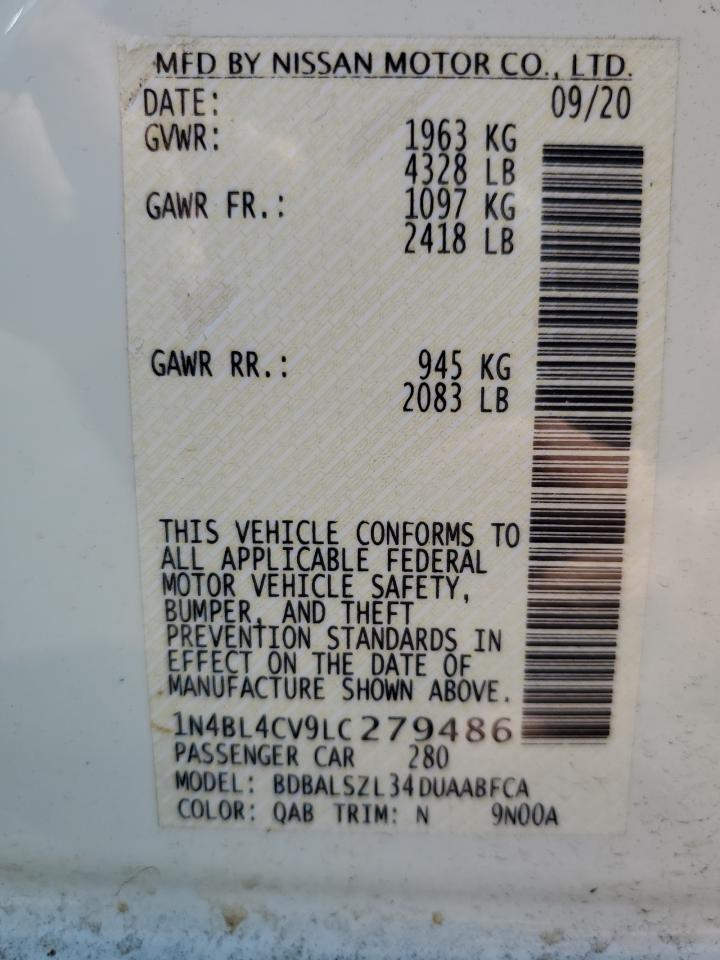 MFD BY NISSAN MOTOR CO., LTD.
DATE: 09/20
GVWR: 1963 KG
4328 LB
GAWR FR.: 1097 KG
2418 LB
GAWR RR.: 945 KG
2083 LB
THIS VEHICLE CONFORMS TO
ALL APPLICABLE FEDERAL
MOTOR VEHICLE SAFETY,
BUMPER, AND THEFT
PREVENTION STANDARDS IN
EFFECT ON THE DATE OF
MANUFACTURE SHOWN ABOVE.
1N4BL4CV9LC279486
PASSENGER CAR 280
MODEL: BDBALSZL34DUAABFCA
COLOR: QAB TRIM: N 9N00A